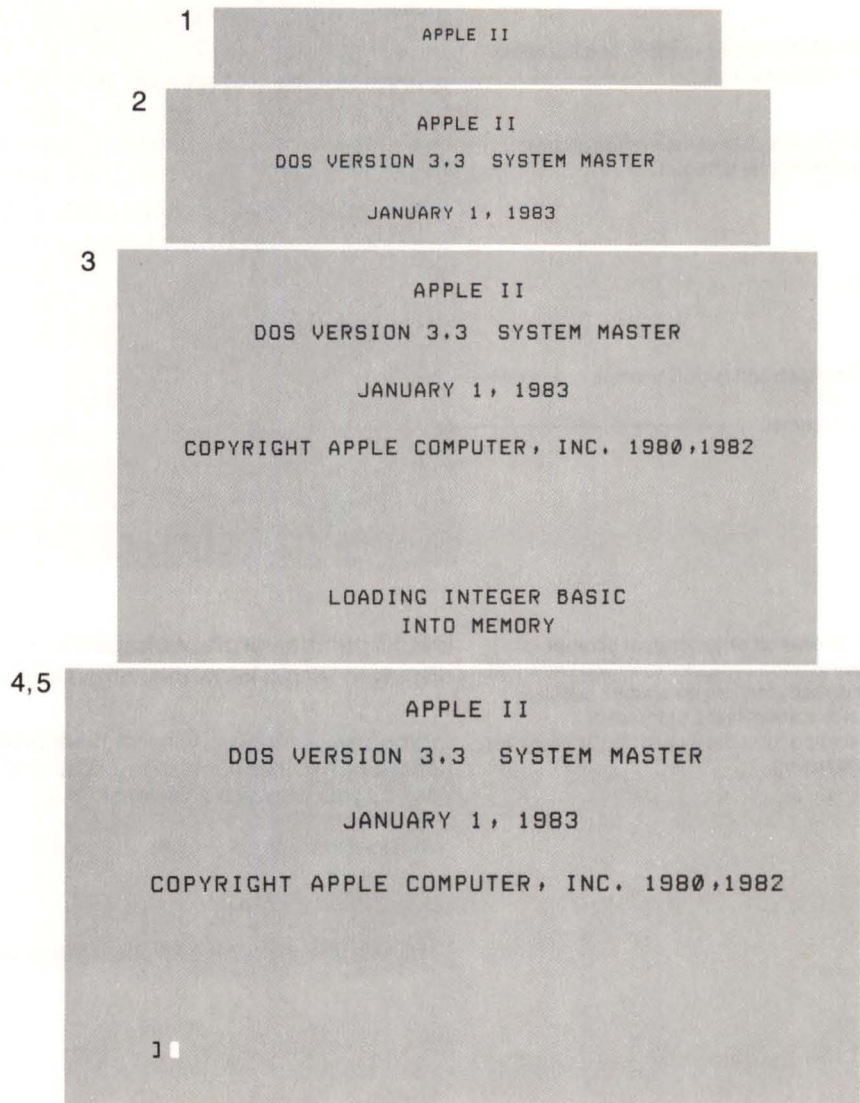 1
APPLE II
2
APPLE II
DOS VERSION 3.3 SYSTEM MASTER
JANUARY 1, 1983
3
APPLE II
DOS VERSION 3.3 SYSTEM MASTER
JANUARY 1, 1983
COPYRIGHT APPLE COMPUTER, INC. 1980,1982
LOADING INTEGER BASIC
INTO MEMORY
4,5
APPLE II
DOS VERSION 3.3 SYSTEM MASTER
JANUARY 1, 1983
COPYRIGHT APPLE COMPUTER, INC. 1980,1982
]